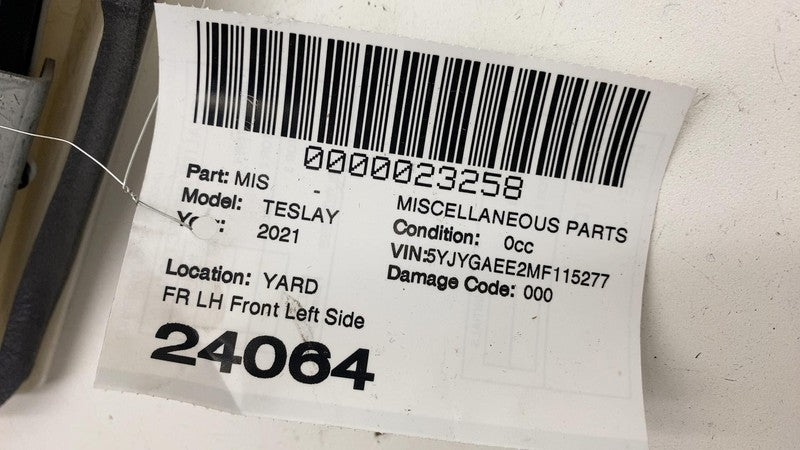 0000023258
Part: MIS - MISCELLANEOUS PARTS
Model: TESLAY Condition: 0cc
2021 VIN:5YJYGAEE2MF115277
Location: YARD Damage Code: 000
FR LH Front Left Side
24064